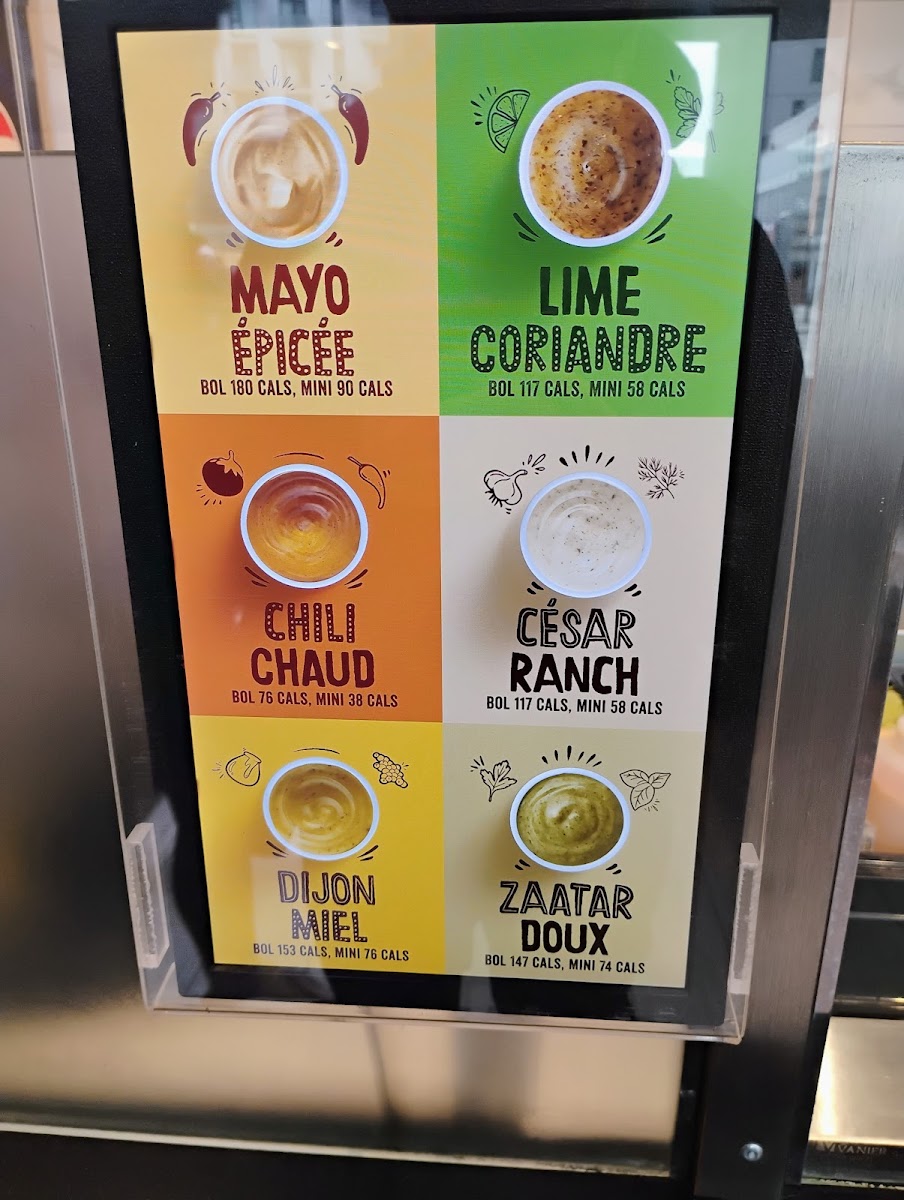 MAYO
ÉPICÉE
BOL 180 CALS, MINI 90 CALS
LIME
CORIANDRE
BOL 117 CALS, MINI 58 CALS
CHILI
CHAUD
BOL 76 CALS, MINI 38 CALS
CÉSAR
RANCH
BOL 117 CALS, MINI 58 CALS
DIJON
MIEL
BOL 153 CALS, MINI 76 CALS
ZAATAR
DOUX
BOL 147 CALS, MINI 74 CALS